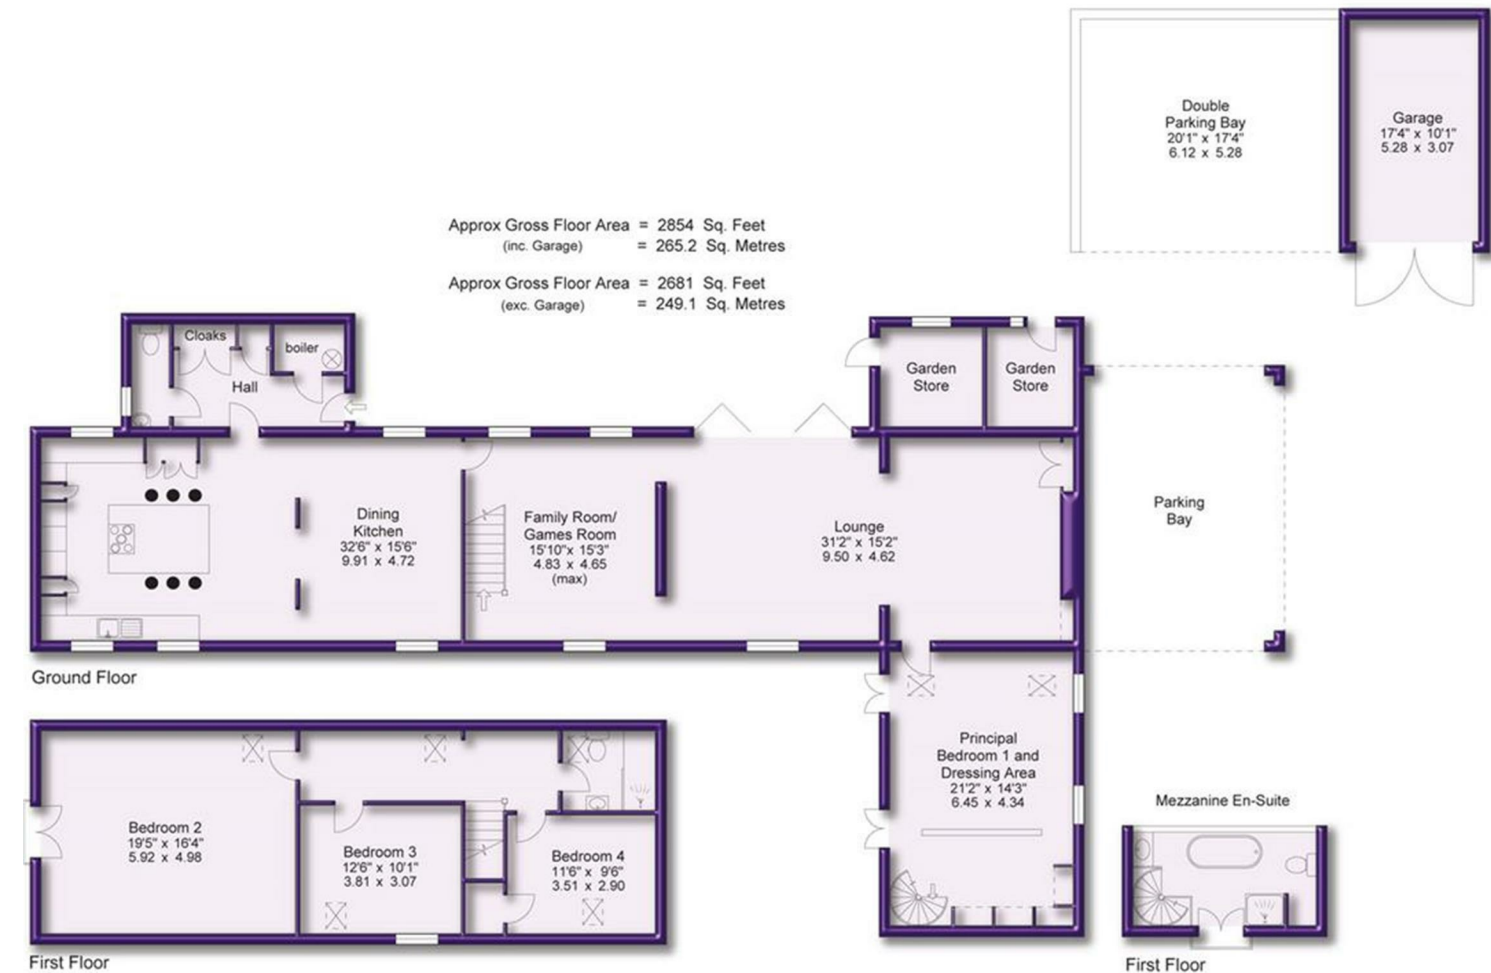 Double
Parking Bay
20'1" x 17'4"
6.12 x 5.28
Garage
17'4" x 10'1"
5.28 x 3.07
Approx Gross Floor Area = 2854 Sq. Feet
(inc. Garage) = 265.2 Sq. Metres
Approx Gross Floor Area = 2681 Sq. Feet
(exc. Garage) = 249.1 Sq. Metres
Cloaks
boiler
Hall
Garden
Store
Garden
Store
Dining
Kitchen
32'6" x 15'6"
9.91 x 4.72
Family Room/
Games Room
15'10"x 15'3"
4.83 x 4.65
(max)
Lounge
31'2" x 15'2"
9.50 x 4.62
Parking
Bay
Ground Floor
Principal
Bedroom 1 and
Dressing Area
21'2" x 14'3"
6.45 x 4.34
Mezzanine En-Suite
Bedroom 2
19'5" x 16'4"
5.92 x 4.98
Bedroom 3
12'6" x 10'1"
3.81 x 3.07
Bedroom 4
11'6" x 9'6"
3.51 x 2.90
First Floor
First Floor